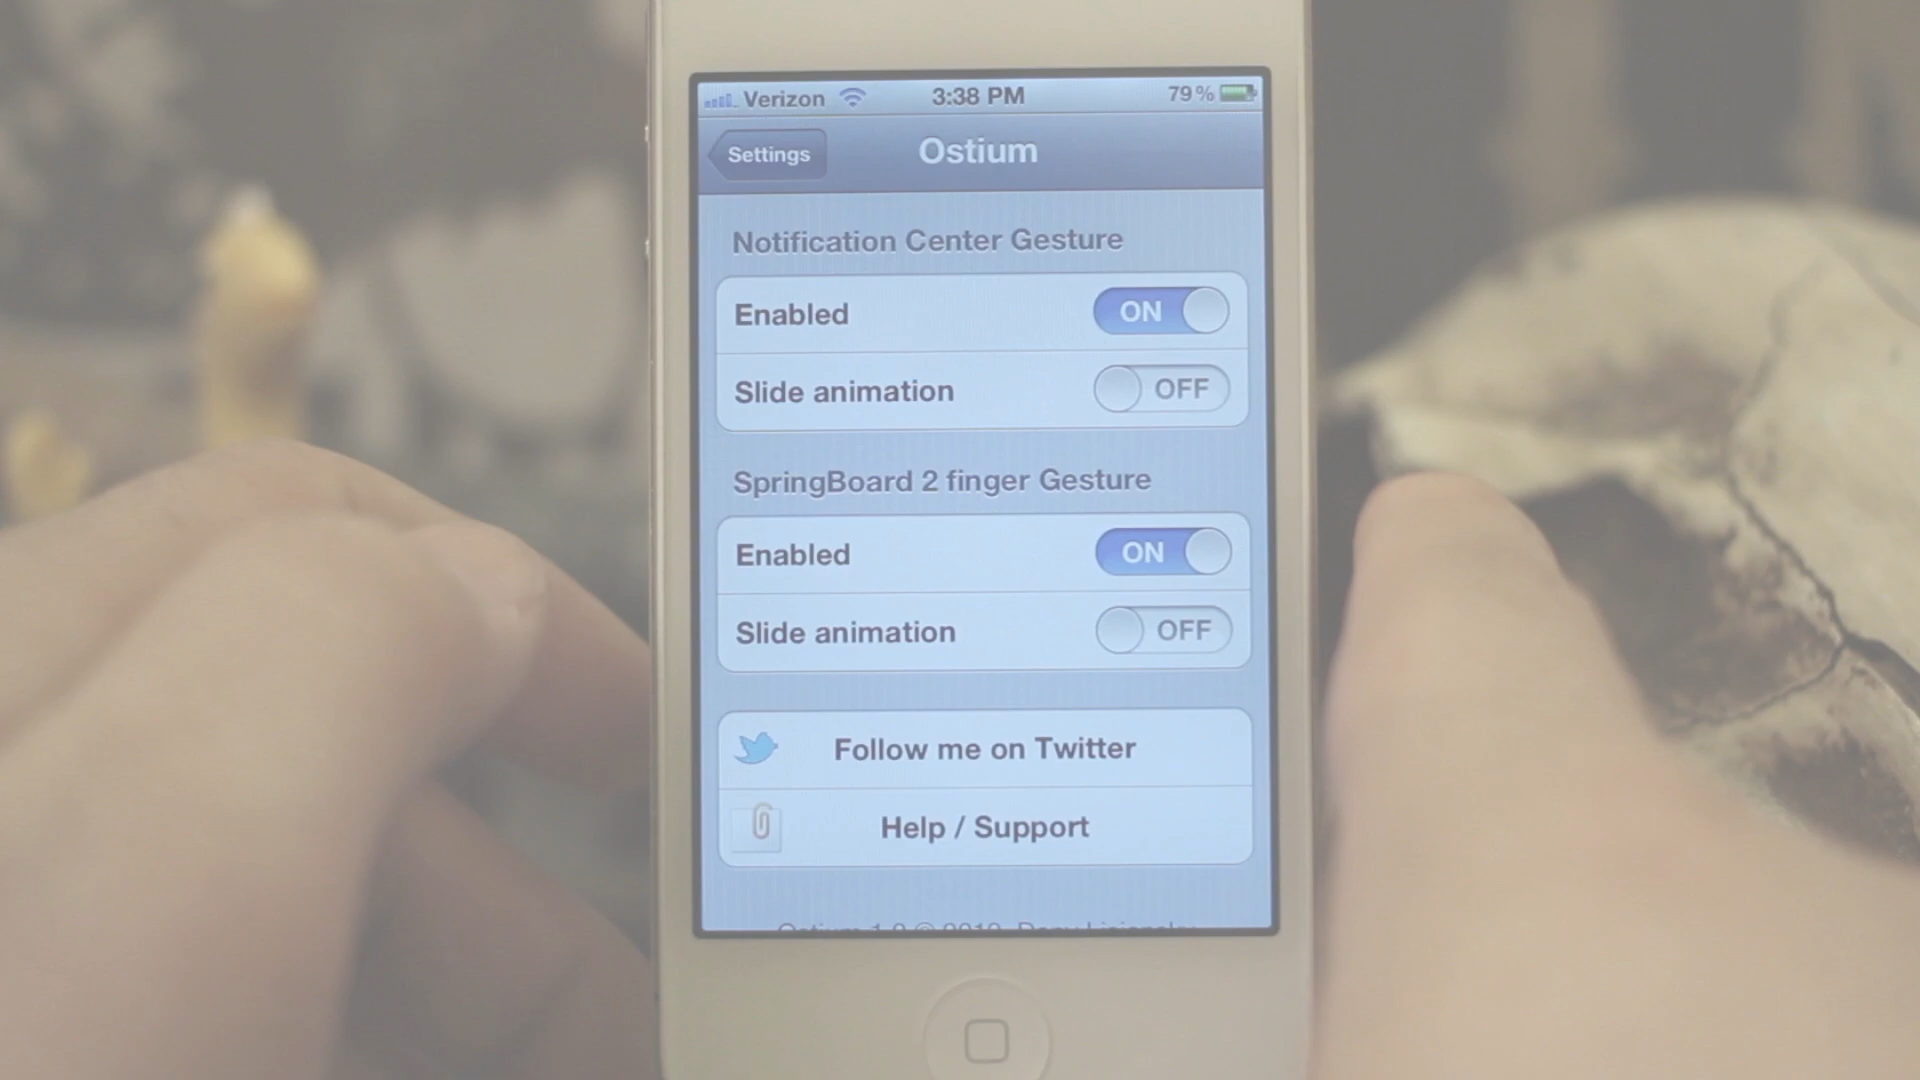 Verizon 3:38 PM 79%
Settings Ostium
Notification Center Gesture
Enabled ON
Slide animation OFF
SpringBoard 2 finger Gesture
Enabled ON
Slide animation OFF
Follow me on Twitter
Help / Support